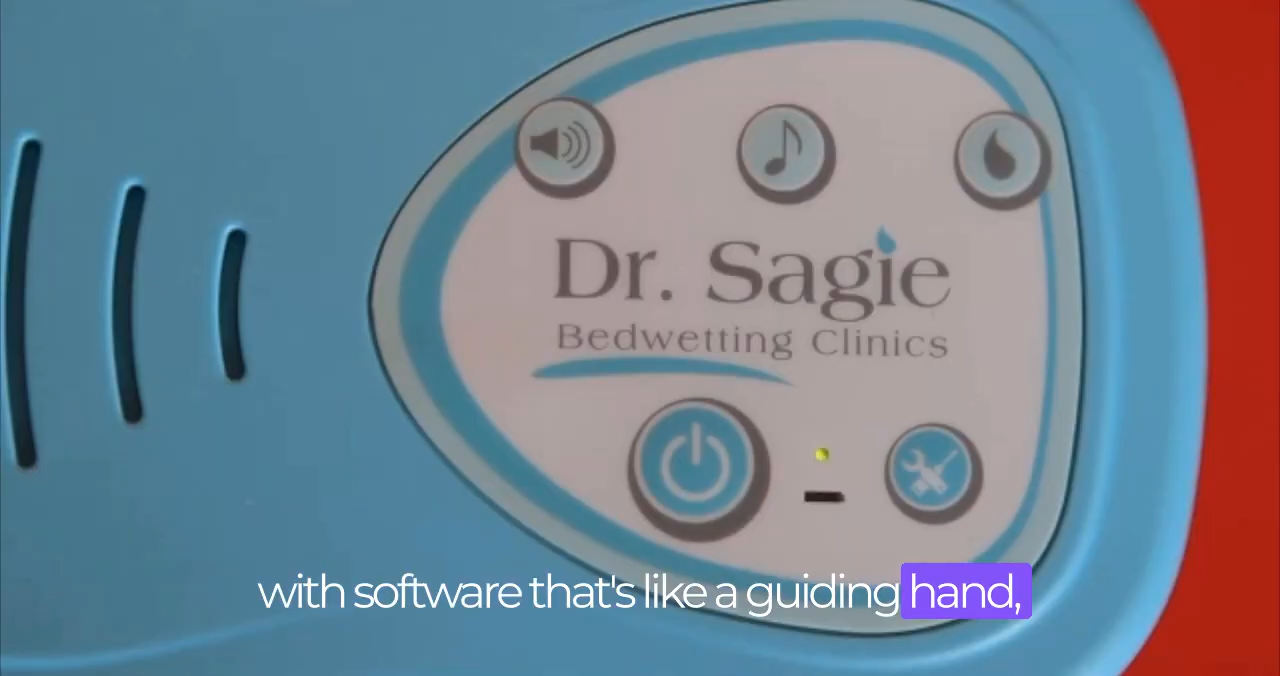 Dr. Sagie
Bedwetting Clinics
with software that's like a guiding hand,